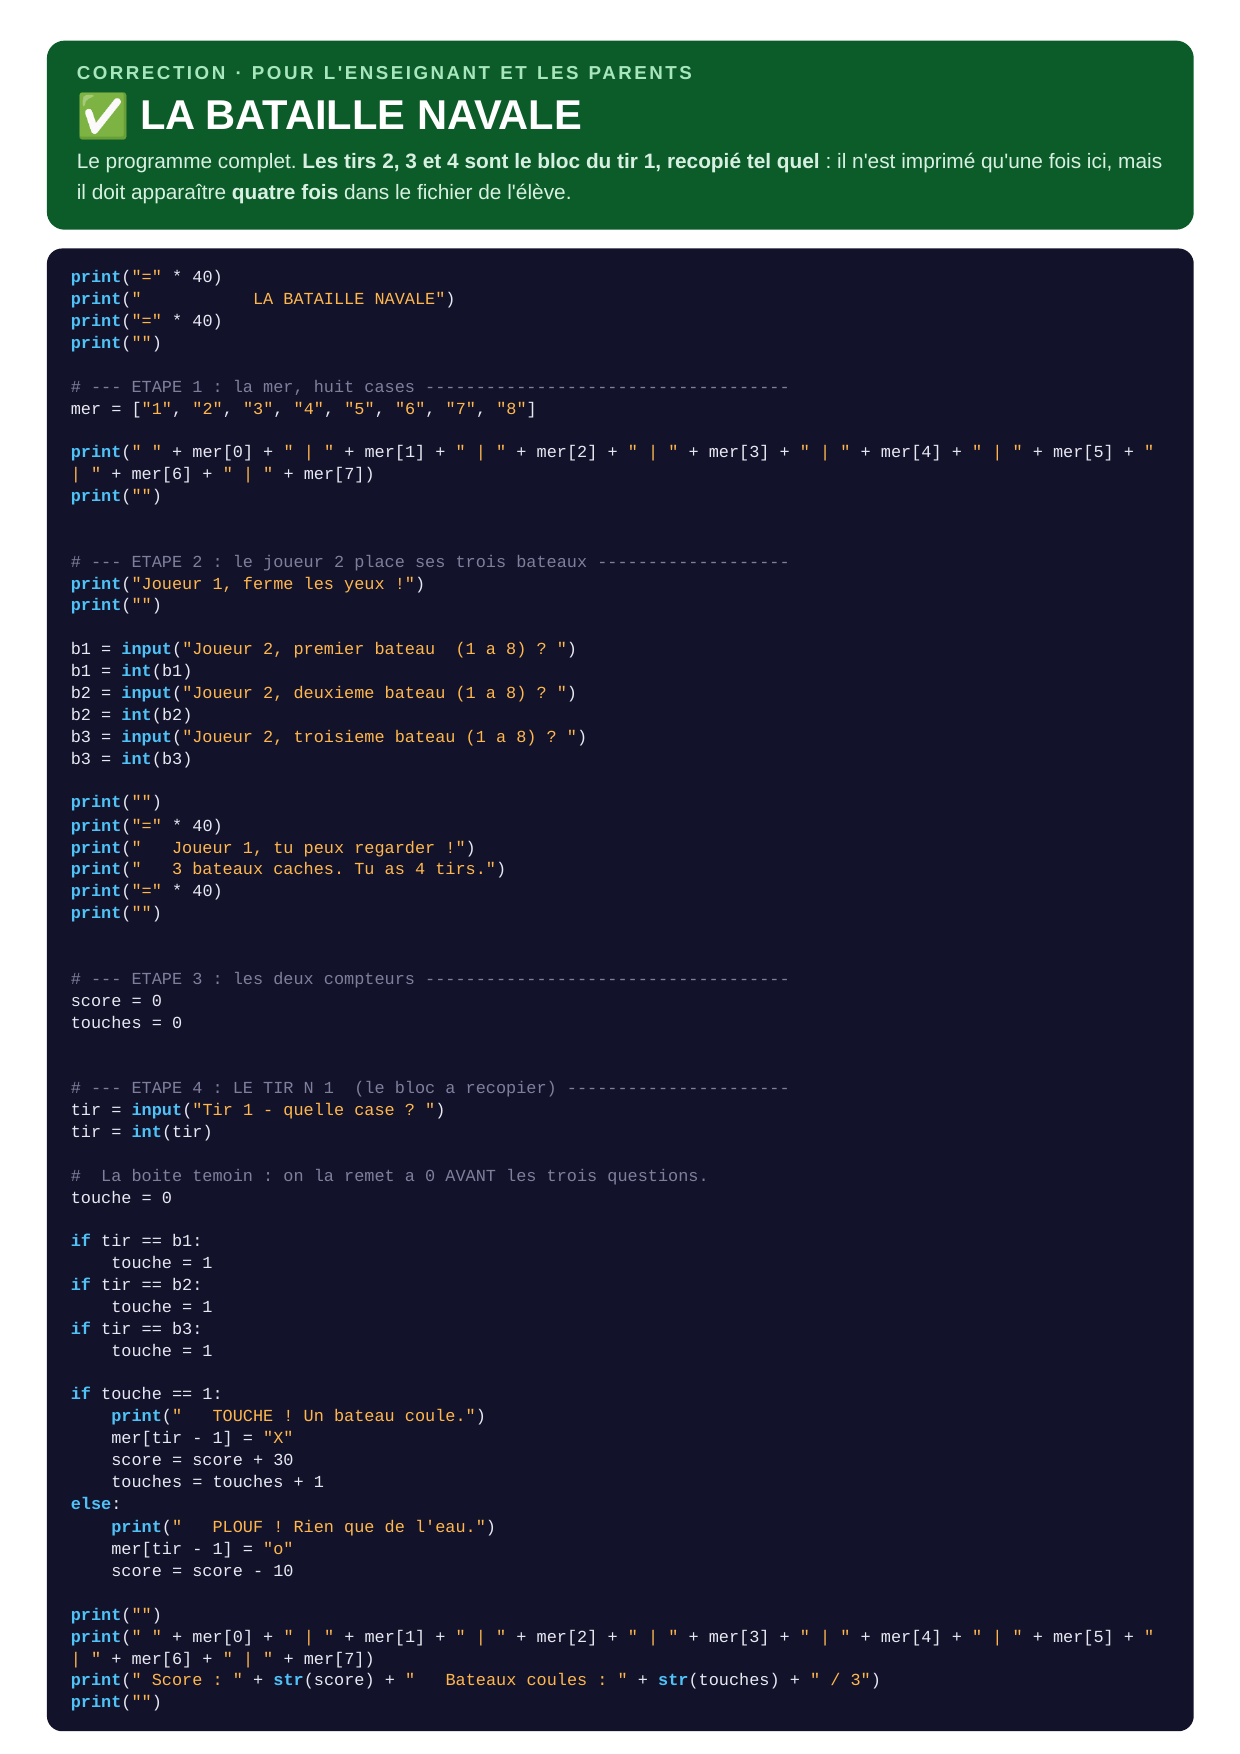 CORRECTION · POUR L'ENSEIGNANT ET LES PARENTS
✅ LA BATAILLE NAVALE
Le programme complet. Les tirs 2, 3 et 4 sont le bloc du tir 1, recopié tel quel : il n'est imprimé qu'une fois ici, mais
il doit apparaître quatre fois dans le fichier de l'élève.
print("=" * 40)
print("           LA BATAILLE NAVALE")
print("=" * 40)
print("")
# --- ETAPE 1 : la mer, huit cases ------------------------------------
mer = ["1", "2", "3", "4", "5", "6", "7", "8"]
print(" " + mer[0] + " | " + mer[1] + " | " + mer[2] + " | " + mer[3] + " | " + mer[4] + " | " + mer[5] + "
| " + mer[6] + " | " + mer[7])
print("")
# --- ETAPE 2 : le joueur 2 place ses trois bateaux -------------------
print("Joueur 1, ferme les yeux !")
print("")
b1 = input("Joueur 2, premier bateau  (1 a 8) ? ")
b1 = int(b1)
b2 = input("Joueur 2, deuxieme bateau (1 a 8) ? ")
b2 = int(b2)
b3 = input("Joueur 2, troisieme bateau (1 a 8) ? ")
b3 = int(b3)
print("")
print("=" * 40)
print("   Joueur 1, tu peux regarder !")
print("   3 bateaux caches. Tu as 4 tirs.")
print("=" * 40)
print("")
# --- ETAPE 3 : les deux compteurs ------------------------------------
score = 0
touches = 0
# --- ETAPE 4 : LE TIR N 1  (le bloc a recopier) ----------------------
tir = input("Tir 1 - quelle case ? ")
tir = int(tir)
#  La boite temoin : on la remet a 0 AVANT les trois questions.
touche = 0
if tir == b1:
    touche = 1
if tir == b2:
    touche = 1
if tir == b3:
    touche = 1
if touche == 1:
    print("   TOUCHE ! Un bateau coule.")
    mer[tir - 1] = "X"
    score = score + 30
    touches = touches + 1
else:
    print("   PLOUF ! Rien que de l'eau.")
    mer[tir - 1] = "o"
    score = score - 10
print("")
print(" " + mer[0] + " | " + mer[1] + " | " + mer[2] + " | " + mer[3] + " | " + mer[4] + " | " + mer[5] + "
| " + mer[6] + " | " + mer[7])
print(" Score : " + str(score) + "   Bateaux coules : " + str(touches) + " / 3")
print("")